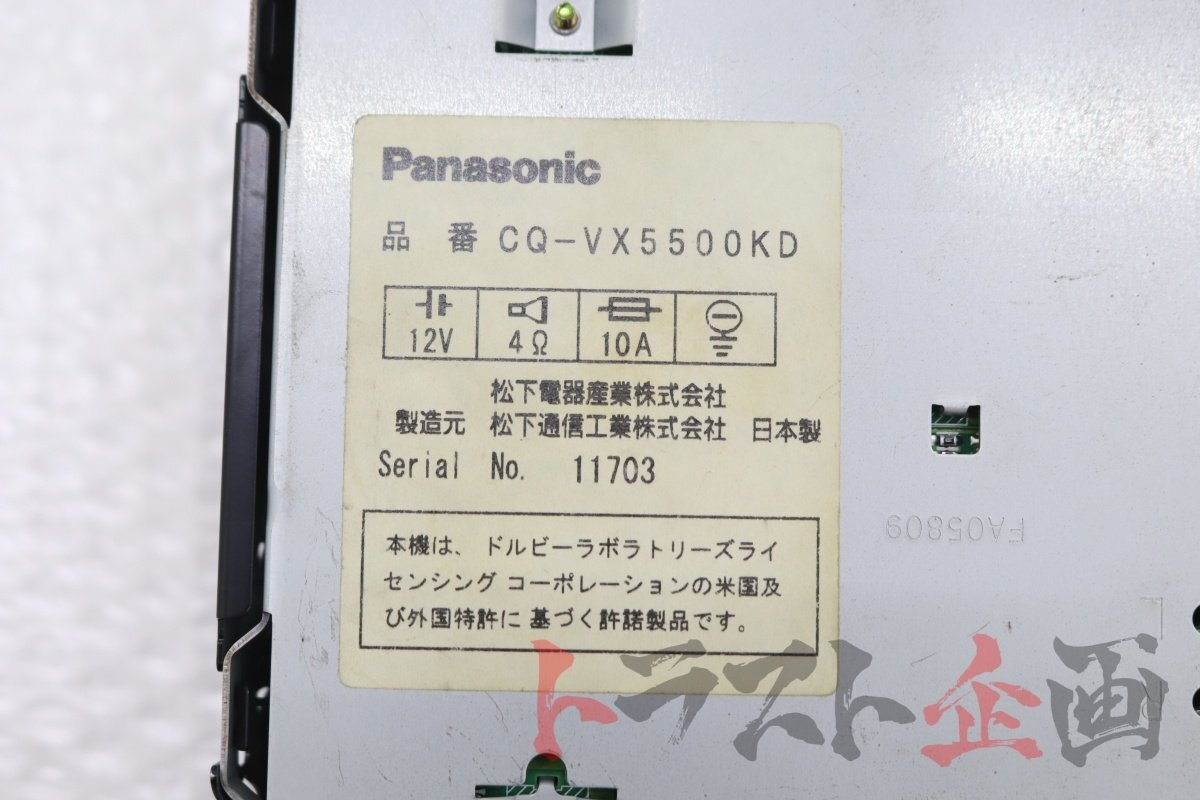 Panasonic
品 番 CQ-VX5500KD
12V 4Ω 10A
松下電器産業株式会社
製造元 松下通信工業株式会社 日本製
Serial No. 11703
本機は、ドルビーラボラトリーズライ
センシング コーポレーションの米国及
び外国特許に 基づく許諾製品です。
FA05809
トラスト企画